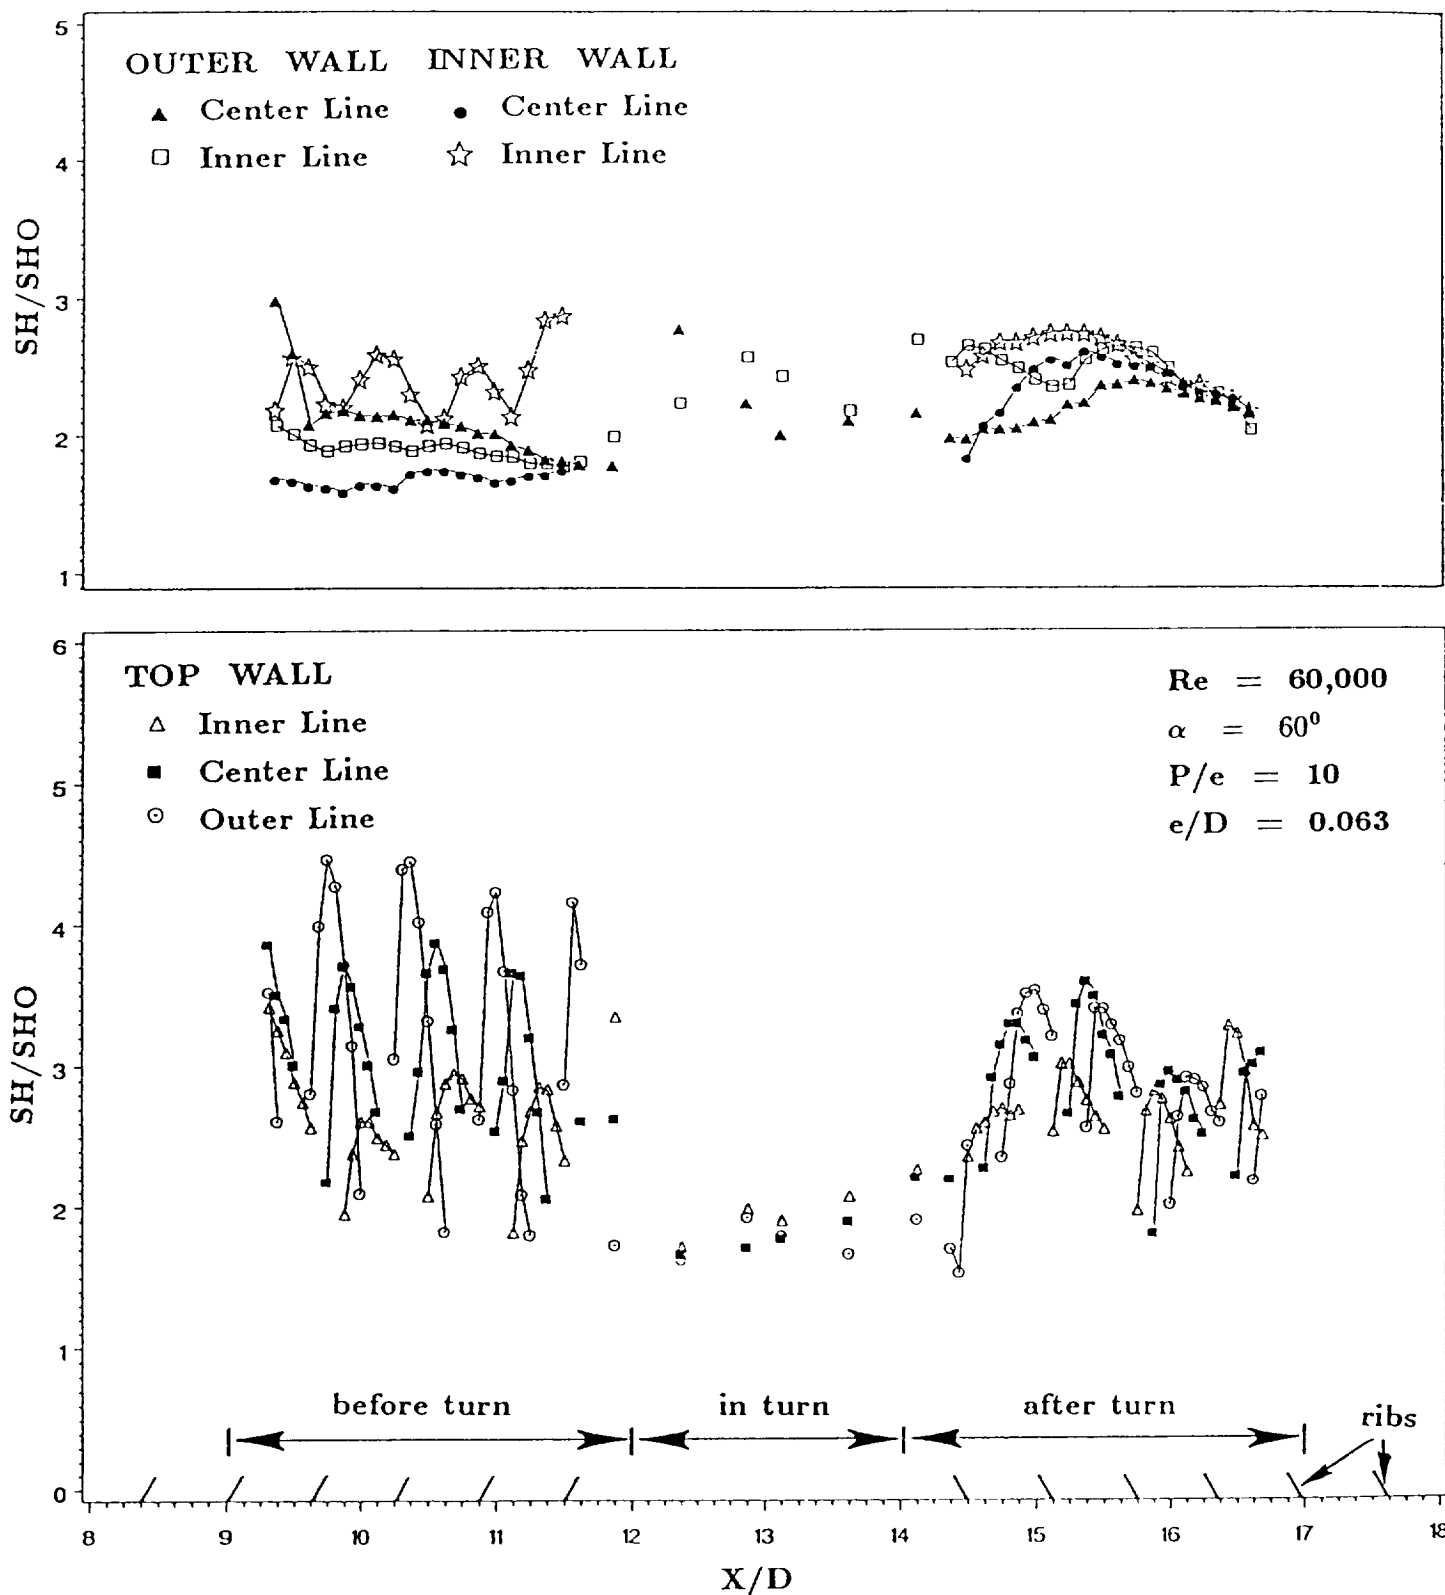 5
OUTER WALL INNER WALL
Center Line Center Line
Inner Line Inner Line
4
SH/SHO
3
2
1
6
TOP WALL
Re = 60,000
Inner Line
α = 60⁰
Center Line
P/e = 10
5
Outer Line
e/D = 0.063
4
SH/SHO
3
2
1
before turn in turn after turn ribs
0
8 9 10 11 12 13 14 15 16 17 18
X/D